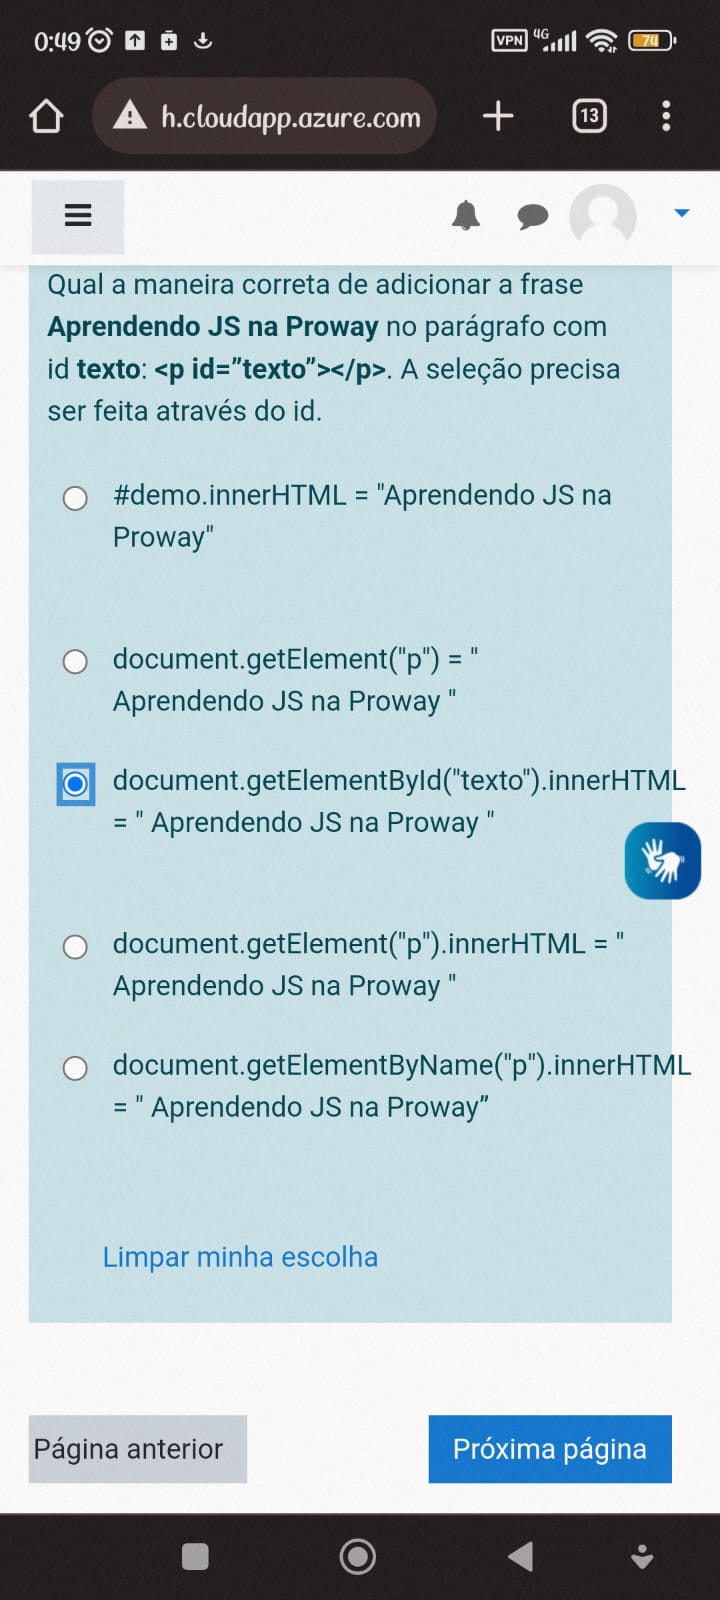 0:49
VPN 4G 74
h.cloudapp.azure.com
13
Qual a maneira correta de adicionar a frase
Aprendendo JS na Proway no parágrafo com
id texto: <p id=”texto”></p>. A seleção precisa
ser feita através do id.
#demo.innerHTML = "Aprendendo JS na
Proway"
document.getElement("p") = "
Aprendendo JS na Proway "
document.getElementById("texto").innerHTML
= " Aprendendo JS na Proway "
document.getElement("p").innerHTML = "
Aprendendo JS na Proway "
document.getElementByName("p").innerHTML
= " Aprendendo JS na Proway”
Limpar minha escolha
Página anterior
Próxima página